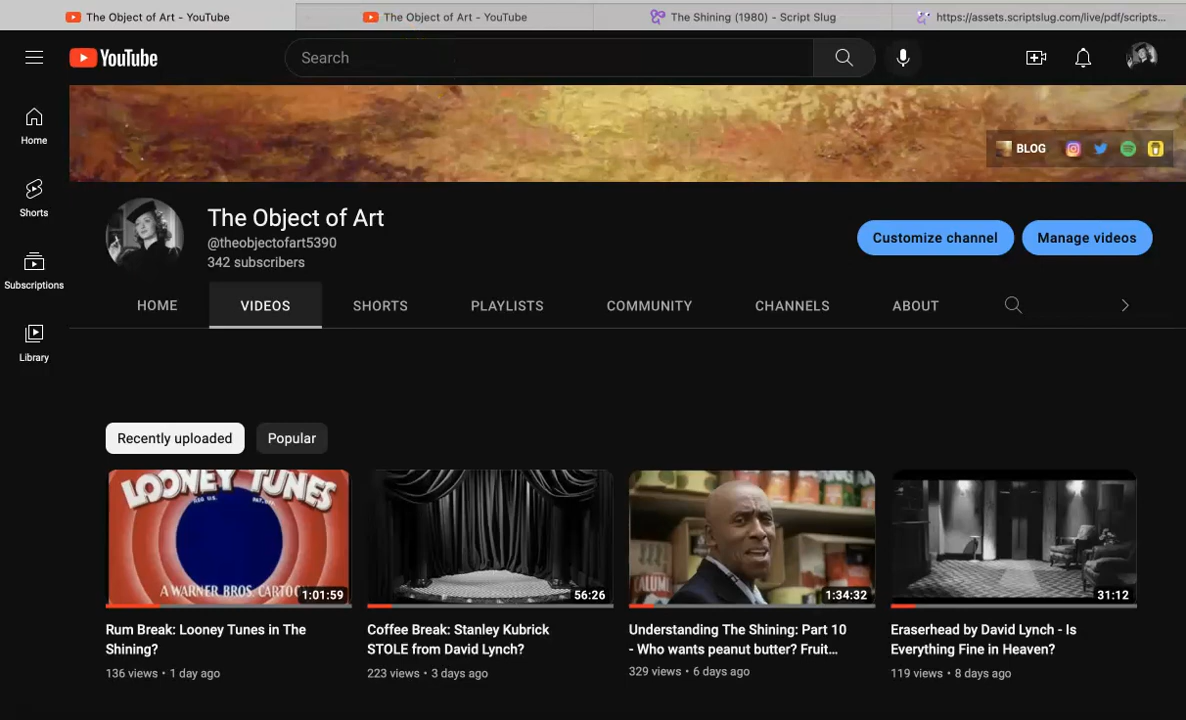 The Object of Art - YouTube
The Object of Art - YouTube
The Shining (1980) - Script Slug
https://assets.scriptslug.com/live/pdf/scripts...
YouTube
Search
Home
Shorts
Subscriptions
Library
BLOG
The Object of Art
@theobjectofart5390
342 subscribers
Customize channel
Manage videos
HOME
VIDEOS
SHORTS
PLAYLISTS
COMMUNITY
CHANNELS
ABOUT
Recently uploaded
Popular
LOONEY TUNES
A WARNER BROS. CARTOO
1:01:59
56:26
CALUM
1:34:32
31:12
Rum Break: Looney Tunes in The
Shining?
136 views • 1 day ago
Coffee Break: Stanley Kubrick
STOLE from David Lynch?
223 views • 3 days ago
Understanding The Shining: Part 10
- Who wants peanut butter? Fruit...
329 views • 6 days ago
Eraserhead by David Lynch - Is
Everything Fine in Heaven?
119 views • 8 days ago